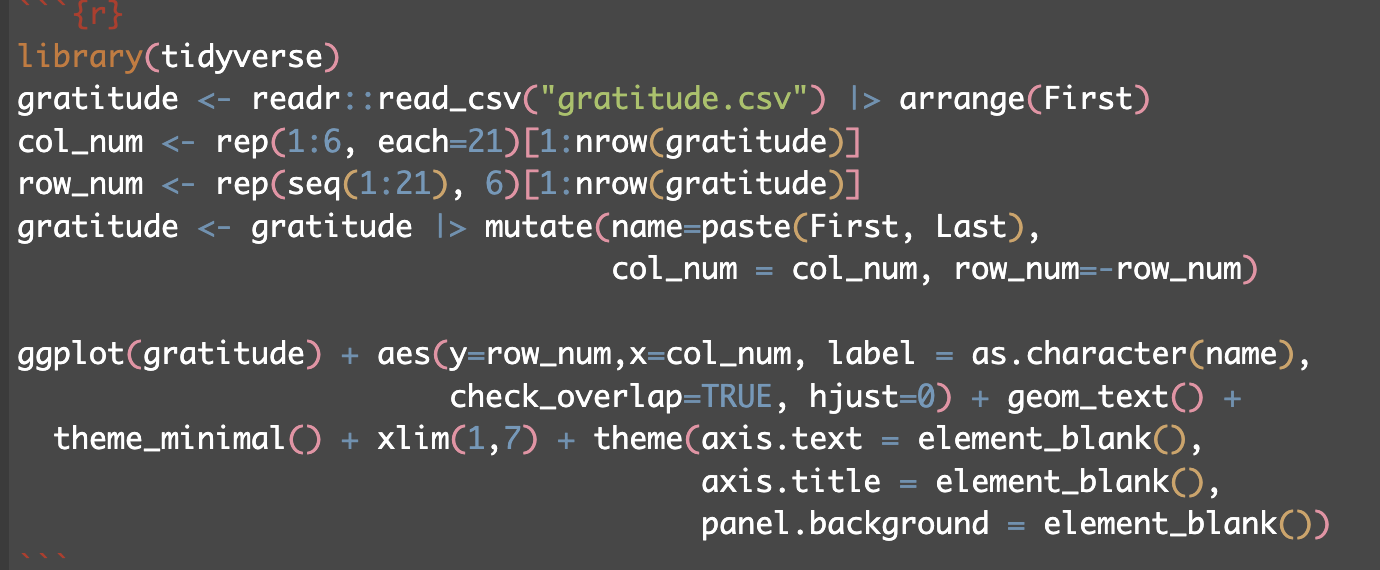 ```{r}
library(tidyverse)
gratitude <- readr::read_csv("gratitude.csv") |> arrange(First)
col_num <- rep(1:6, each=21)[1:nrow(gratitude)]
row_num <- rep(seq(1:21), 6)[1:nrow(gratitude)]
gratitude <- gratitude |> mutate(name=paste(First, Last),
                                 col_num = col_num, row_num=-row_num)

ggplot(gratitude) + aes(y=row_num,x=col_num, label = as.character(name),
                        check_overlap=TRUE, hjust=0) + geom_text() +
  theme_minimal() + xlim(1,7) + theme(axis.text = element_blank(),
                                      axis.title = element_blank(),
                                      panel.background = element_blank())
```